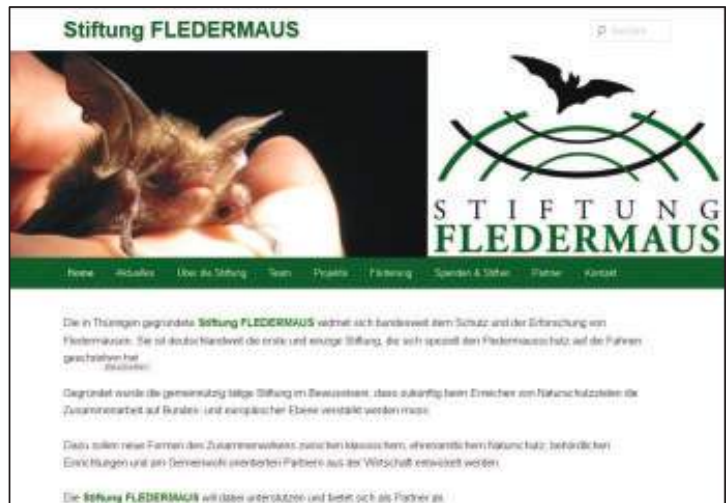 Stiftung FLEDERMAUS
Suchen
STIFTUNG
FLEDERMAUS
Home Aktuelles Über die Stiftung Team Projekte Förderung Spenden & Stiften Partner Kontakt
Die in Thüringen gegründete Stiftung FLEDERMAUS widmet sich bundesweit dem Schutz und der Erforschung von
Fledermäusen. Sie ist deutschlandweit die erste und einzige Stiftung, die sich speziell den Fledermausschutz auf die Fahnen
geschrieben hat.
Gegründet wurde die gemeinnützig tätige Stiftung im Bewusstsein, dass zukünftig beim Erreichen von Naturschutzzielen die
Zusammenarbeit auf Bundes- und europäischer Ebene verstärkt werden muss.
Dazu sollen neue Formen des Zusammenwirkens zwischen klassischem, ehrenamtlichem Naturschutz, behördlichen
Einrichtungen und am Gemeinwohl orientierten Partnern aus der Wirtschaft entwickelt werden.
Die Stiftung FLEDERMAUS will dabei unterstützen und bietet sich als Partner an